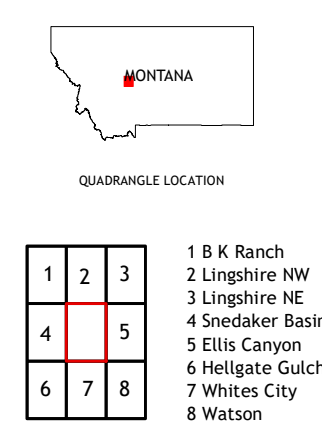 MONTANA
QUADRANGLE LOCATION
1 2 3
4 5
6 7 8
1 B K Ranch
2 Lingshire NW
3 Lingshire NE
4 Snedaker Basin
5 Ellis Canyon
6 Hellgate Gulch
7 Whites City
8 Watson